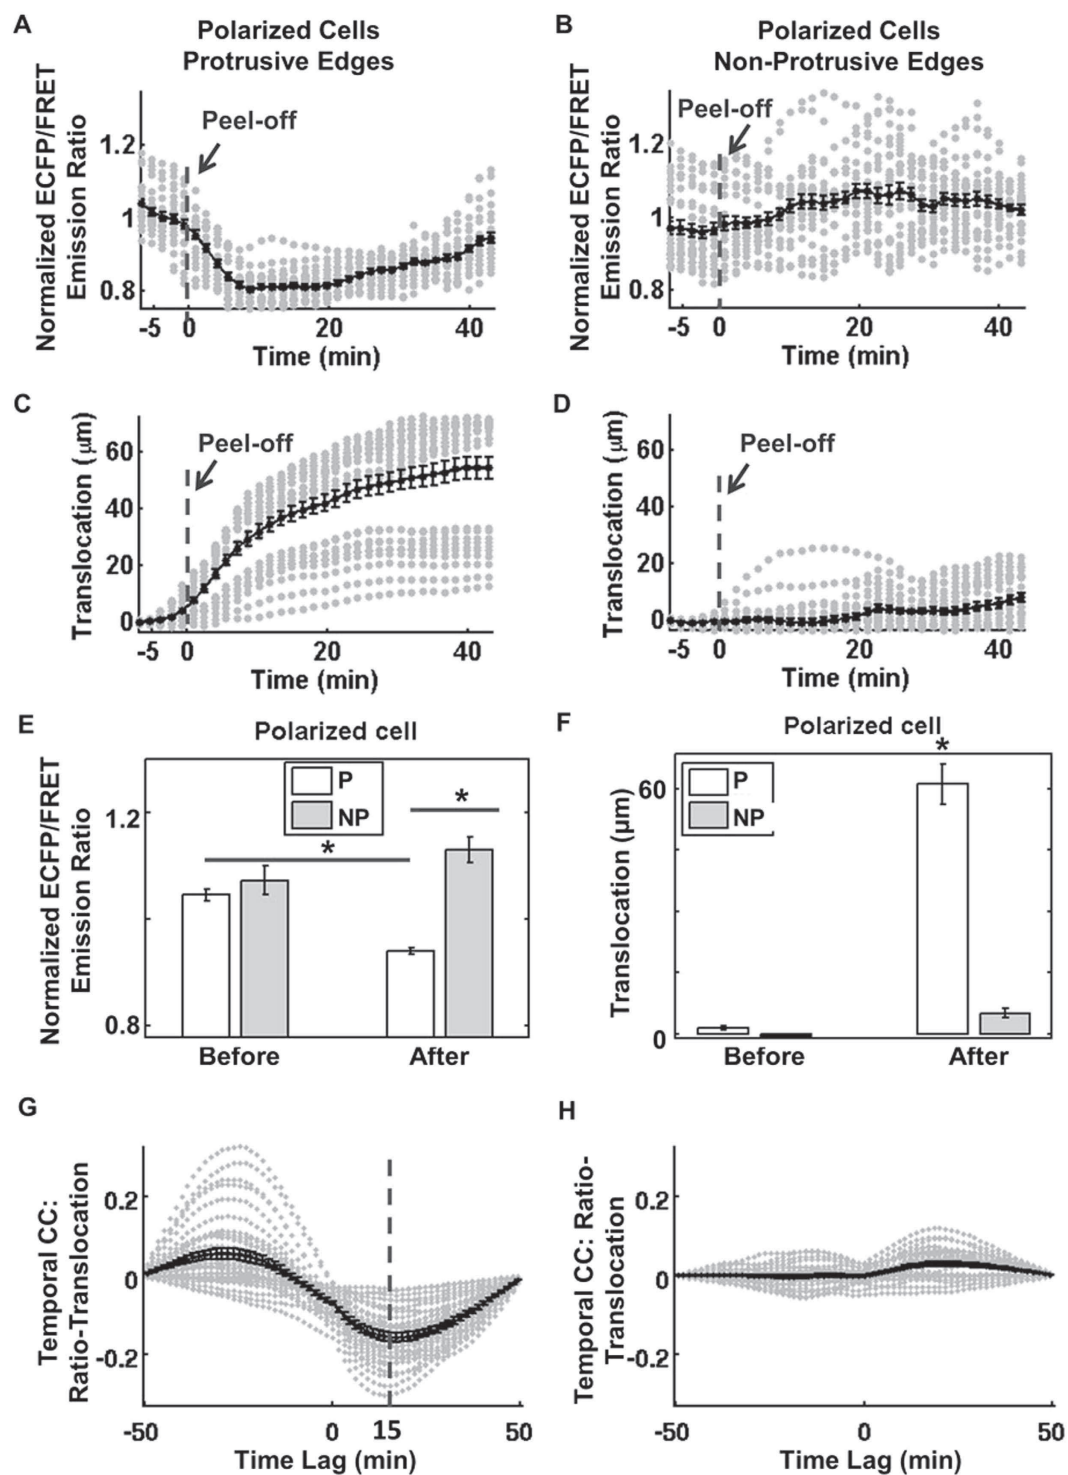 A
Polarized Cells
Protrusive Edges
Normalized ECFP/FRET
Emission Ratio
Peel-off
1.2
1
0.8
-5 0 20 40
Time (min)
B
Polarized Cells
Non-Protrusive Edges
Normalized ECFP/FRET
Emission Ratio
Peel-off
1.2
1
0.8
-5 0 20 40
Time (min)
C
Translocation (μm)
Peel-off
60
40
20
0
-5 0 20 40
Time (min)
D
Translocation (μm)
Peel-off
60
40
20
0
-5 0 20 40
Time (min)
E
Polarized cell
Normalized ECFP/FRET
Emission Ratio
P
NP
*
*
1.2
0.8
Before After
F
Polarized cell
*
Translocation (μm)
P
NP
60
0
Before After
G
Temporal CC:
Ratio-Translocation
0.2
0
-0.2
-50 0 15 50
Time Lag (min)
H
Temporal CC: Ratio-
Translocation
0.2
0
-0.2
-50 0 50
Time Lag (min)